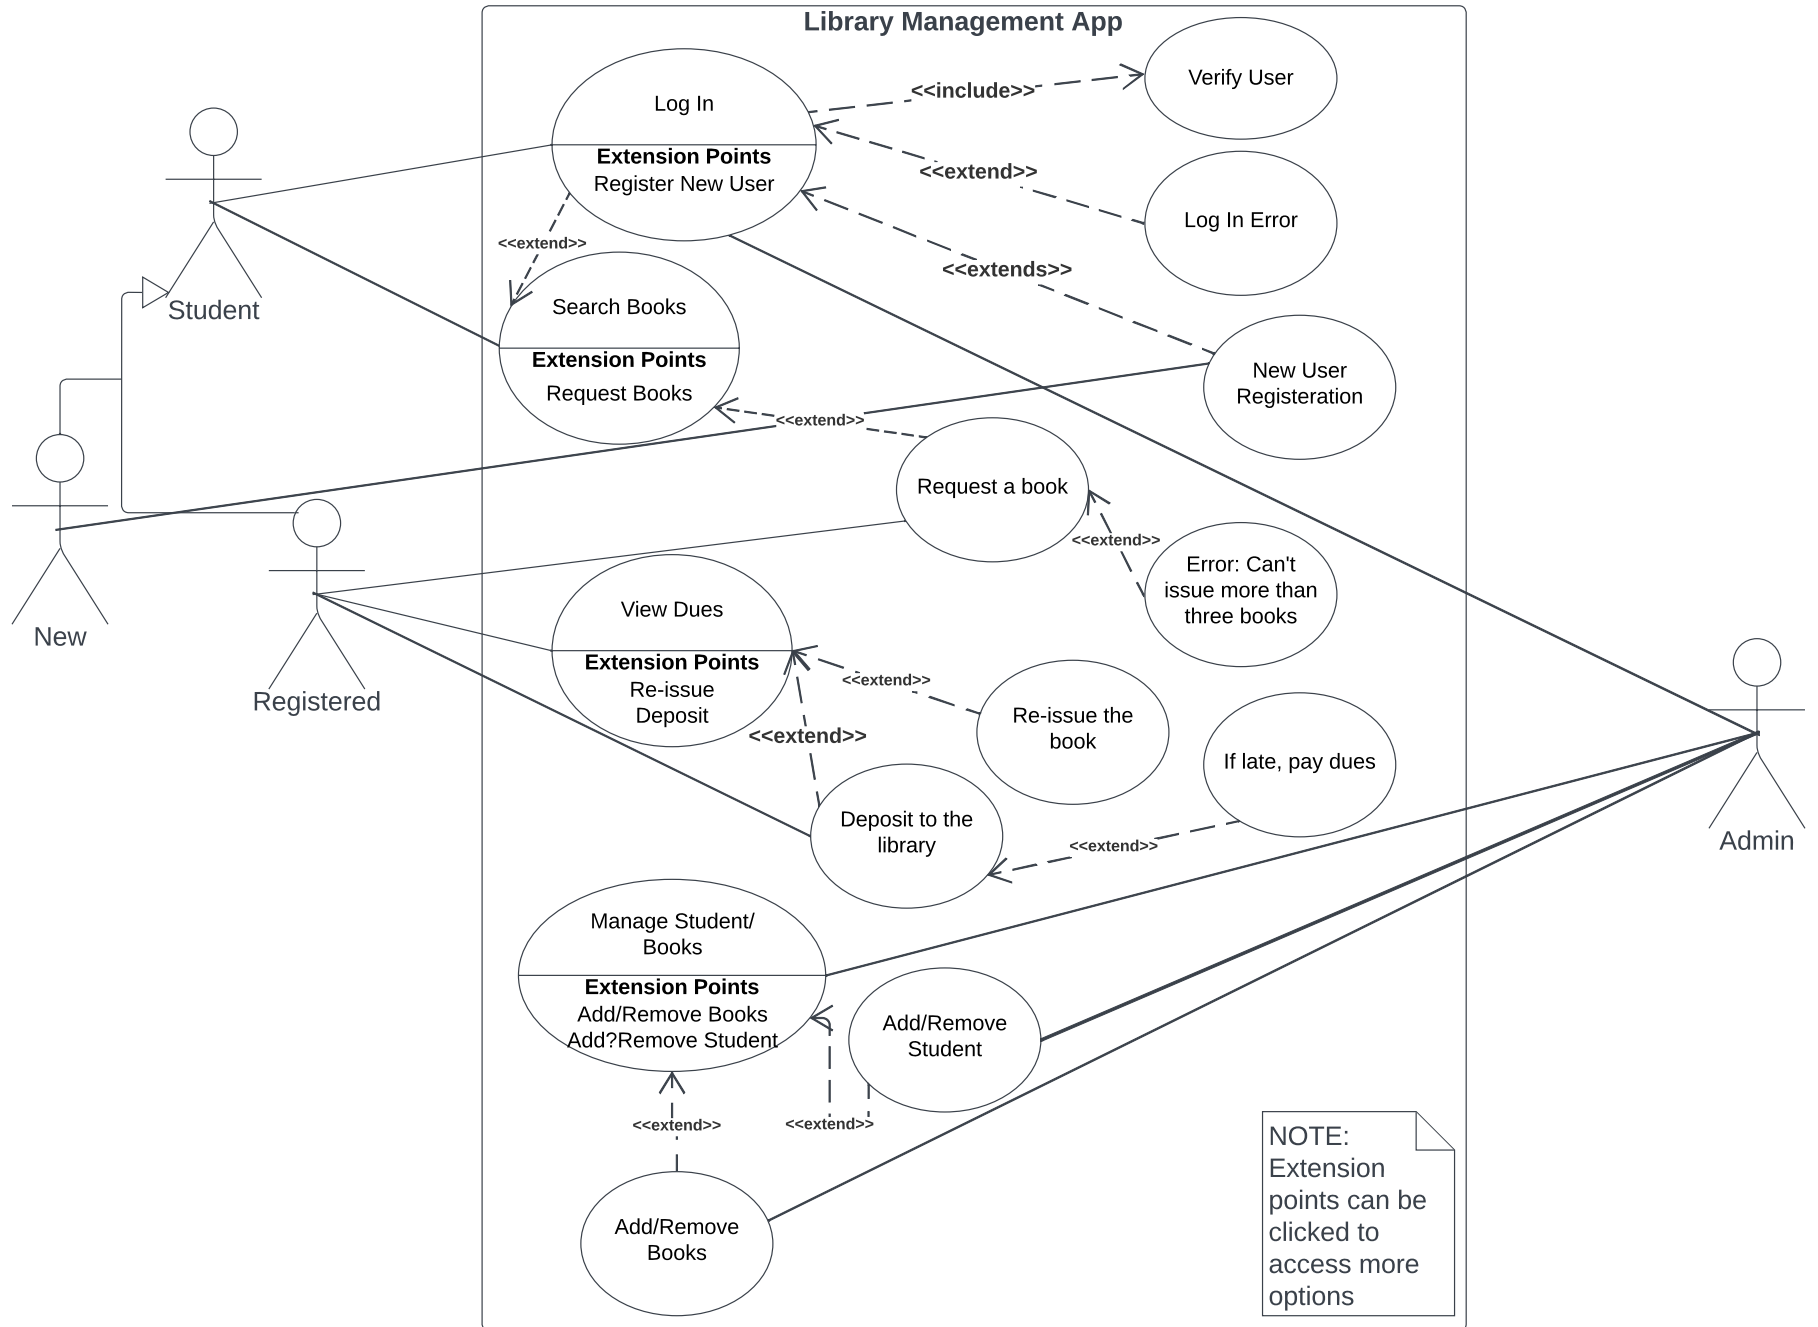 Library Management App
Verify User
Log In
<<include>>
Extension Points
Register New User
<<extend>>
Log In Error
<<extend>>
<<extends>>
Search Books
Student
Extension Points
Request Books
New User
Registeration
<<extend>>
Request a book
<<extend>>
Error: Can't
issue more than
three books
New
View Dues
Extension Points
Re-issue
Deposit
Registered
<<extend>>
Re-issue the
book
<<extend>>
If late, pay dues
Deposit to the
library
<<extend>>
Admin
Manage Student/
Books
Extension Points
Add/Remove Books
Add?Remove Student
Add/Remove
Student
<<extend>>
<<extend>>
Add/Remove
Books
NOTE:
Extension
points can be
clicked to
access more
options